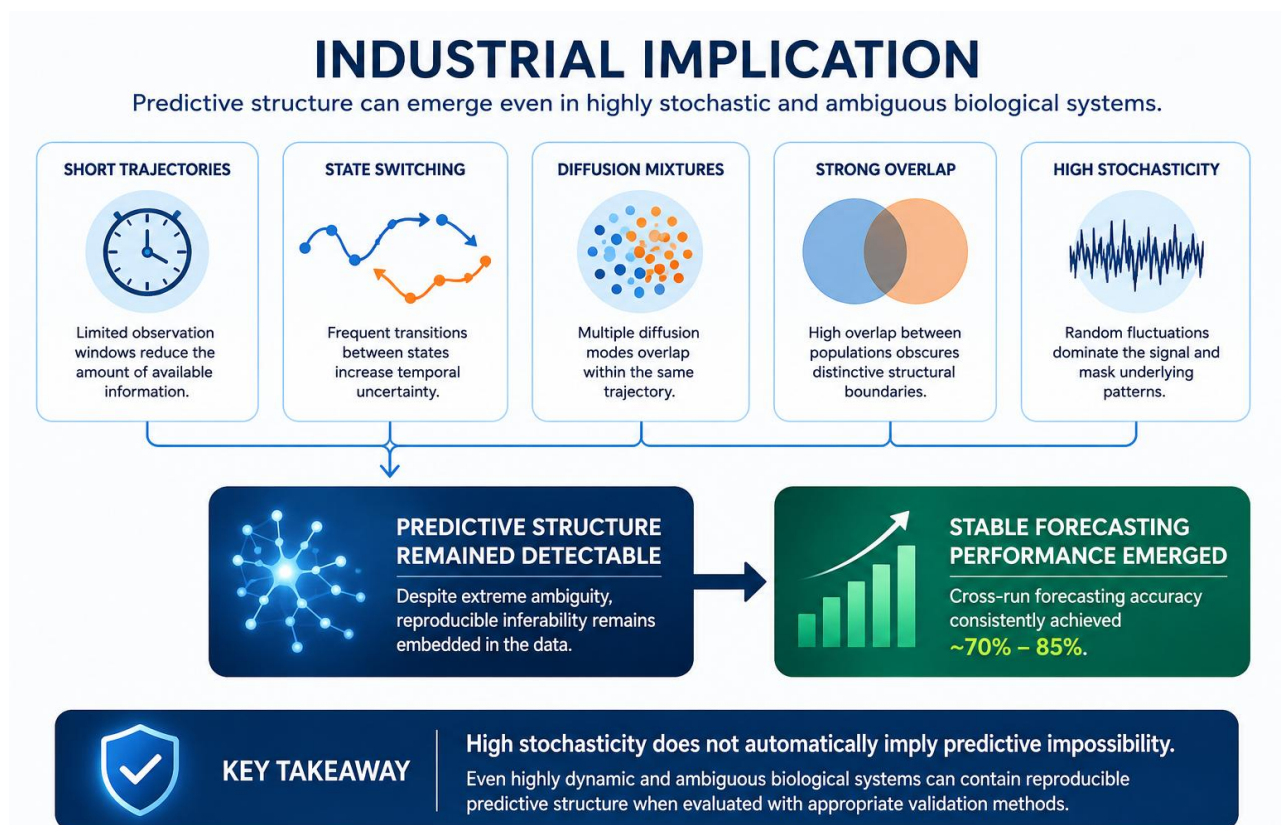 INDUSTRIAL IMPLICATION
Predictive structure can emerge even in highly stochastic and ambiguous biological systems.
SHORT TRAJECTORIES
Limited observation
windows reduce the
amount of available
information.
STATE SWITCHING
Frequent transitions
between states
increase temporal
uncertainty.
DIFFUSION MIXTURES
Multiple diffusion
modes overlap
within the same
trajectory.
STRONG OVERLAP
High overlap between
populations obscures
distinctive structural
boundaries.
HIGH STOCHASTICITY
Random fluctuations
dominate the signal and
mask underlying
patterns.
PREDICTIVE STRUCTURE
REMAINED DETECTABLE
Despite extreme ambiguity,
reproducible inferability remains
embedded in the data.
STABLE FORECASTING
PERFORMANCE EMERGED
Cross-run forecasting accuracy
consistently achieved
~70% – 85%.
KEY TAKEAWAY
High stochasticity does not automatically imply predictive impossibility.
Even highly dynamic and ambiguous biological systems can contain reproducible
predictive structure when evaluated with appropriate validation methods.